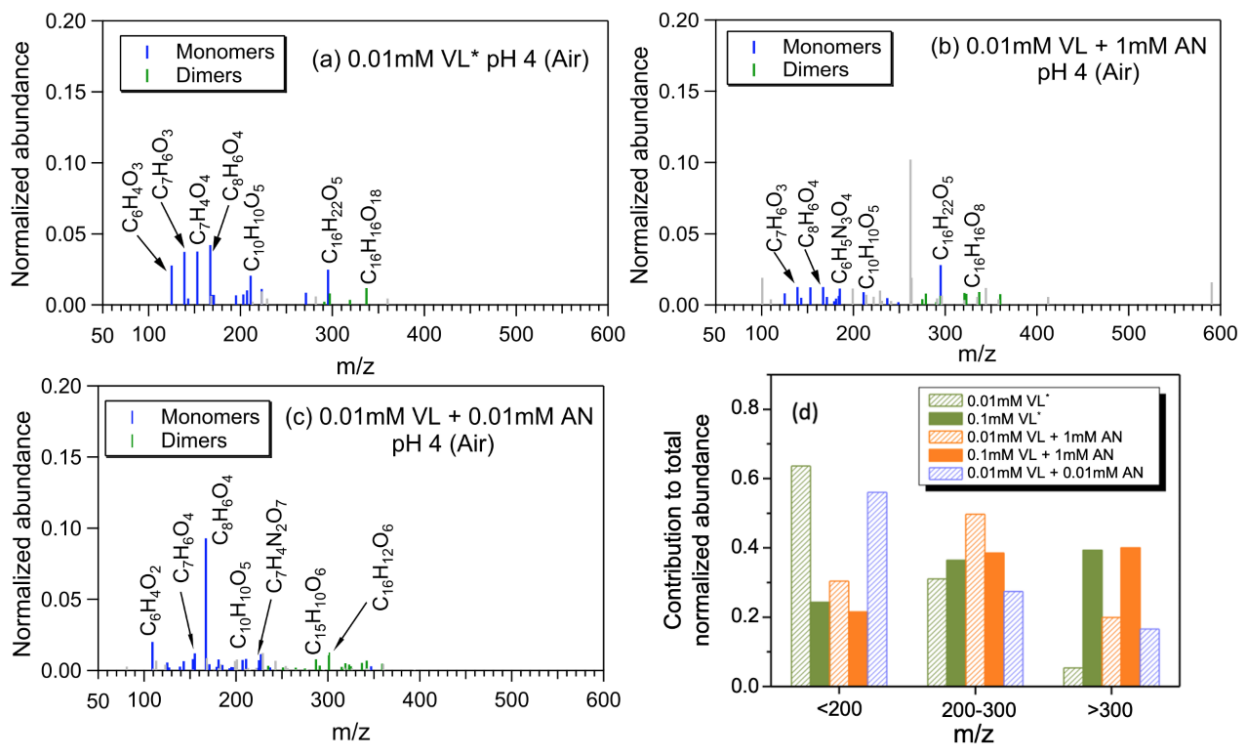 0.20
0.15
0.10
0.05
0.00
Normalized abundance
Monomers
Dimers
(a) 0.01mM VL* pH 4 (Air)
C₆H₄O₃
C₇H₆O₃
C₇H₄O₄
C₈H₆O₄
C₁₀H₁₀O₅
C₁₆H₂₂O₅
C₁₆H₁₆O₁₈
50 100 200 300 400 500 600
m/z
0.20
0.15
0.10
0.05
0.00
Normalized abundance
Monomers
Dimers
(b) 0.01mM VL + 1mM AN
pH 4 (Air)
C₇H₆O₃
C₈H₆O₄
C₆H₅N₃O₄
C₁₀H₁₀O₅
C₁₆H₂₂O₅
C₁₆H₁₆O₈
50 100 200 300 400 500 600
m/z
0.20
0.15
0.10
0.05
0.00
Normalized abundance
Monomers
Dimers
(c) 0.01mM VL + 0.01mM AN
pH 4 (Air)
C₆H₄O₂
C₇H₆O₄
C₈H₆O₄
C₁₀H₁₀O₅
C₇H₄N₂O₇
C₁₅H₁₀O₆
C₁₆H₁₂O₆
50 100 200 300 400 500 600
m/z
0.8
0.6
0.4
0.2
0.0
Contribution to total
normalized abundance
(d)
0.01mM VL*
0.1mM VL*
0.01mM VL + 1mM AN
0.1mM VL + 1mM AN
0.01mM VL + 0.01mM AN
<200 200-300 >300
m/z